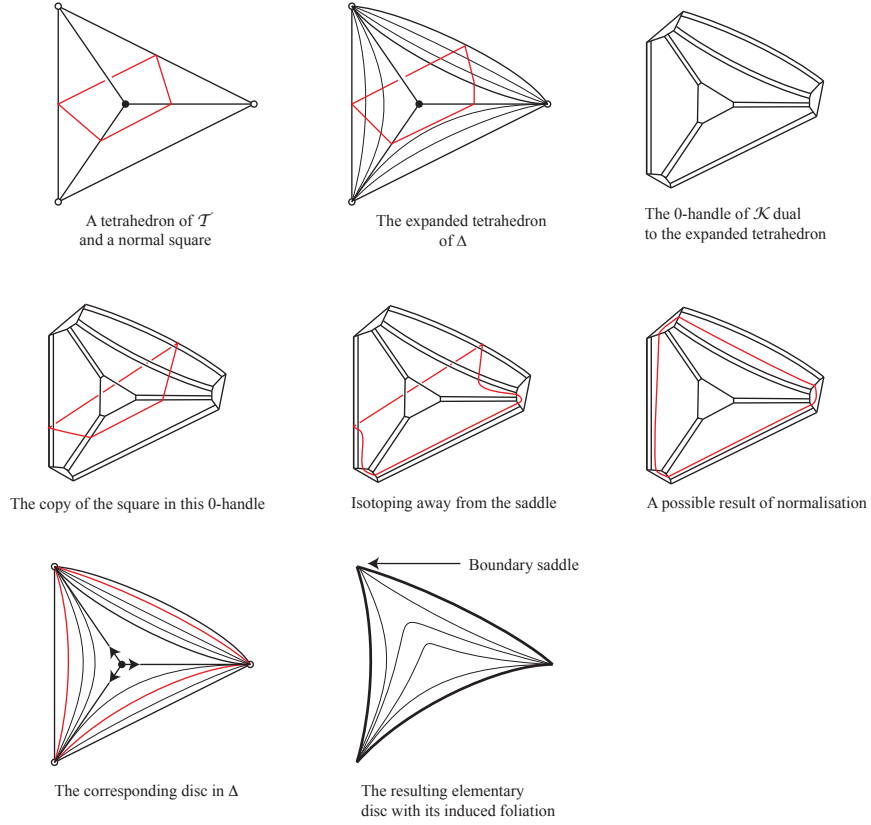 A tetrahedron of 𝒯
and a normal square
The expanded tetrahedron
of Δ
The 0-handle of 𝒦 dual
to the expanded tetrahedron
The copy of the square in this 0-handle
Isotoping away from the saddle
A possible result of normalisation
Boundary saddle
The corresponding disc in Δ
The resulting elementary
disc with its induced foliation